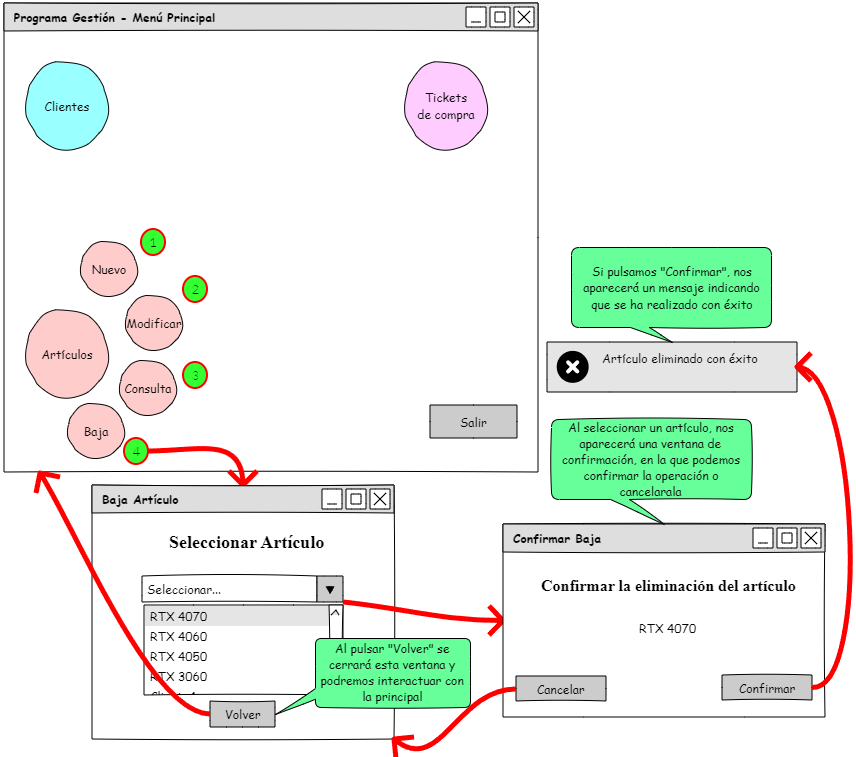 Programa Gestión - Menú Principal
Clientes
Tickets
de compra
1
Nuevo
2
Modificar
Artículos
3
Consulta
Baja
4
Salir
Si pulsamos "Confirmar", nos
aparecerá un mensaje indicando
que se ha realizado con éxito
Artículo eliminado con éxito
Al seleccionar un artículo, nos
aparecerá una ventana de
confirmación, en la que podemos
confirmar la operación o
cancelarala
Baja Artículo
Seleccionar Artículo
Seleccionar...
RTX 4070
RTX 4060
RTX 4050
RTX 3060
Volver
Al pulsar "Volver" se
cerrará esta ventana y
podremos interactuar con
la principal
Confirmar Baja
Confirmar la eliminación del artículo
RTX 4070
Cancelar
Confirmar